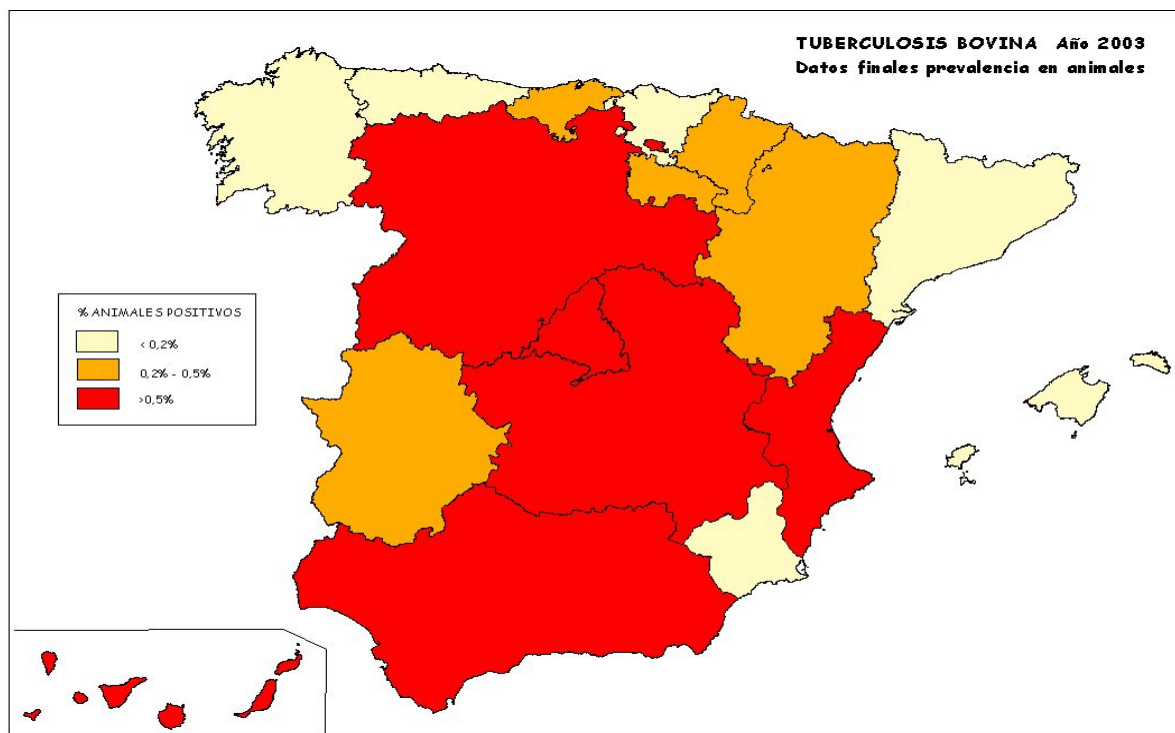 TUBERCULOSIS BOVINA Año 2003
Datos finales prevalencia en animales
% ANIMALES POSITIVOS
< 0,2%
0,2% - 0,5%
>0,5%